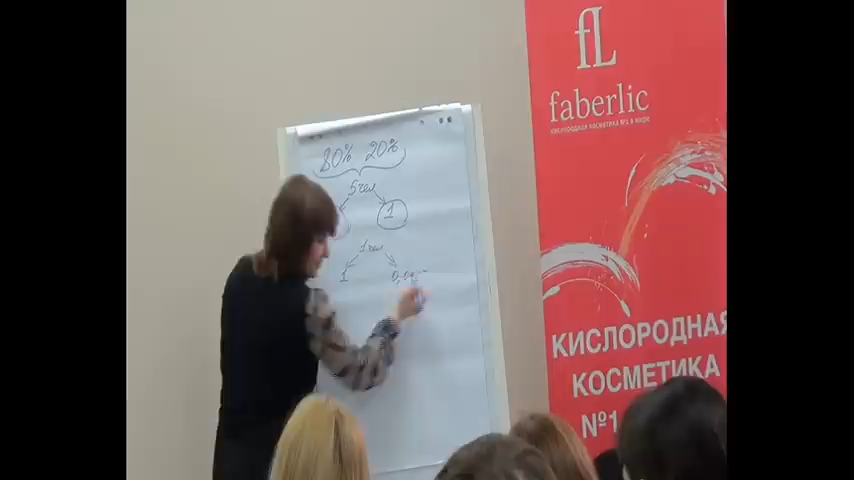 80% 20%
5 чел
1
1 чел
1
fL
faberlic
КИСЛОРОДНАЯ КОСМЕТИКА №1 В МИРЕ
КИСЛОРОДНАЯ
КОСМЕТИКА
№1